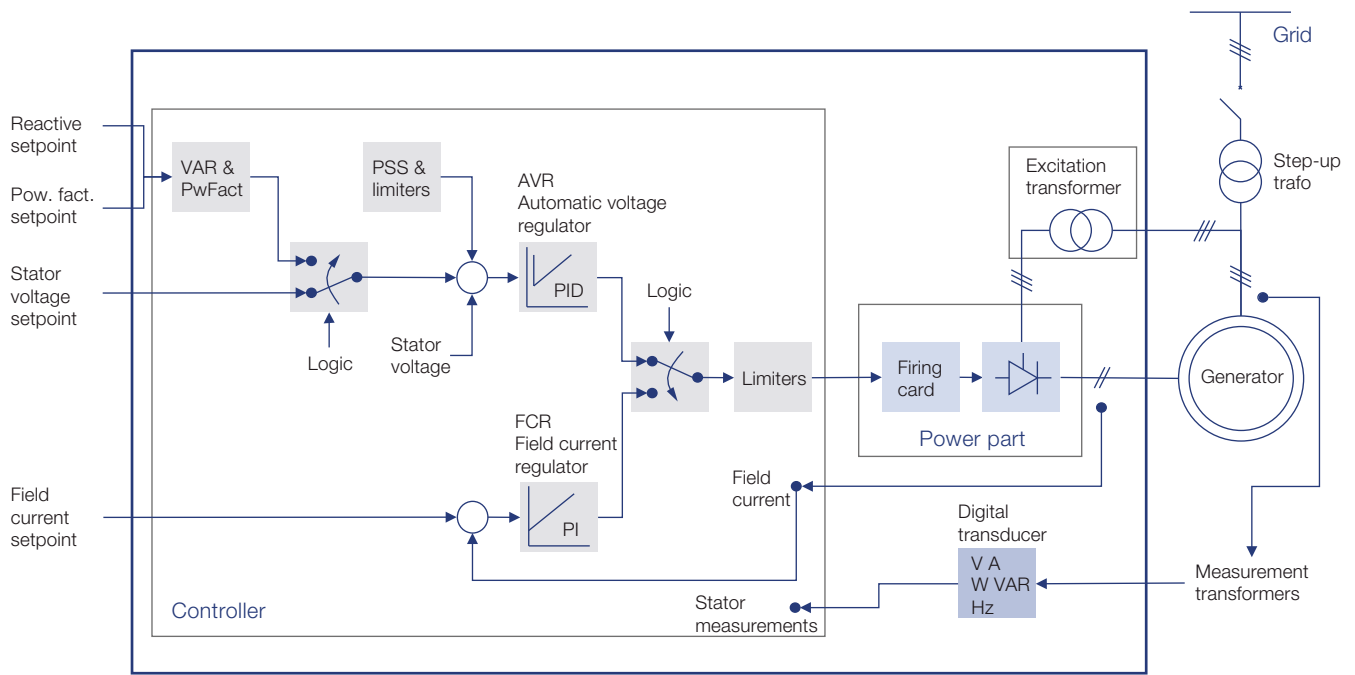 Grid
Reactive
setpoint
VAR &
PwFact
PSS &
limiters
Pow. fact.
setpoint
AVR
Automatic voltage
regulator
Excitation
transformer
Step-up
trafo
Stator
voltage
setpoint
PID
Logic
Logic
Stator
voltage
Limiters
Firing
card
Generator
Power part
FCR
Field current
regulator
Field
current
Field
current
setpoint
PI
Digital
transducer
V A
W VAR
Hz
Measurement
transformers
Controller
Stator
measurements